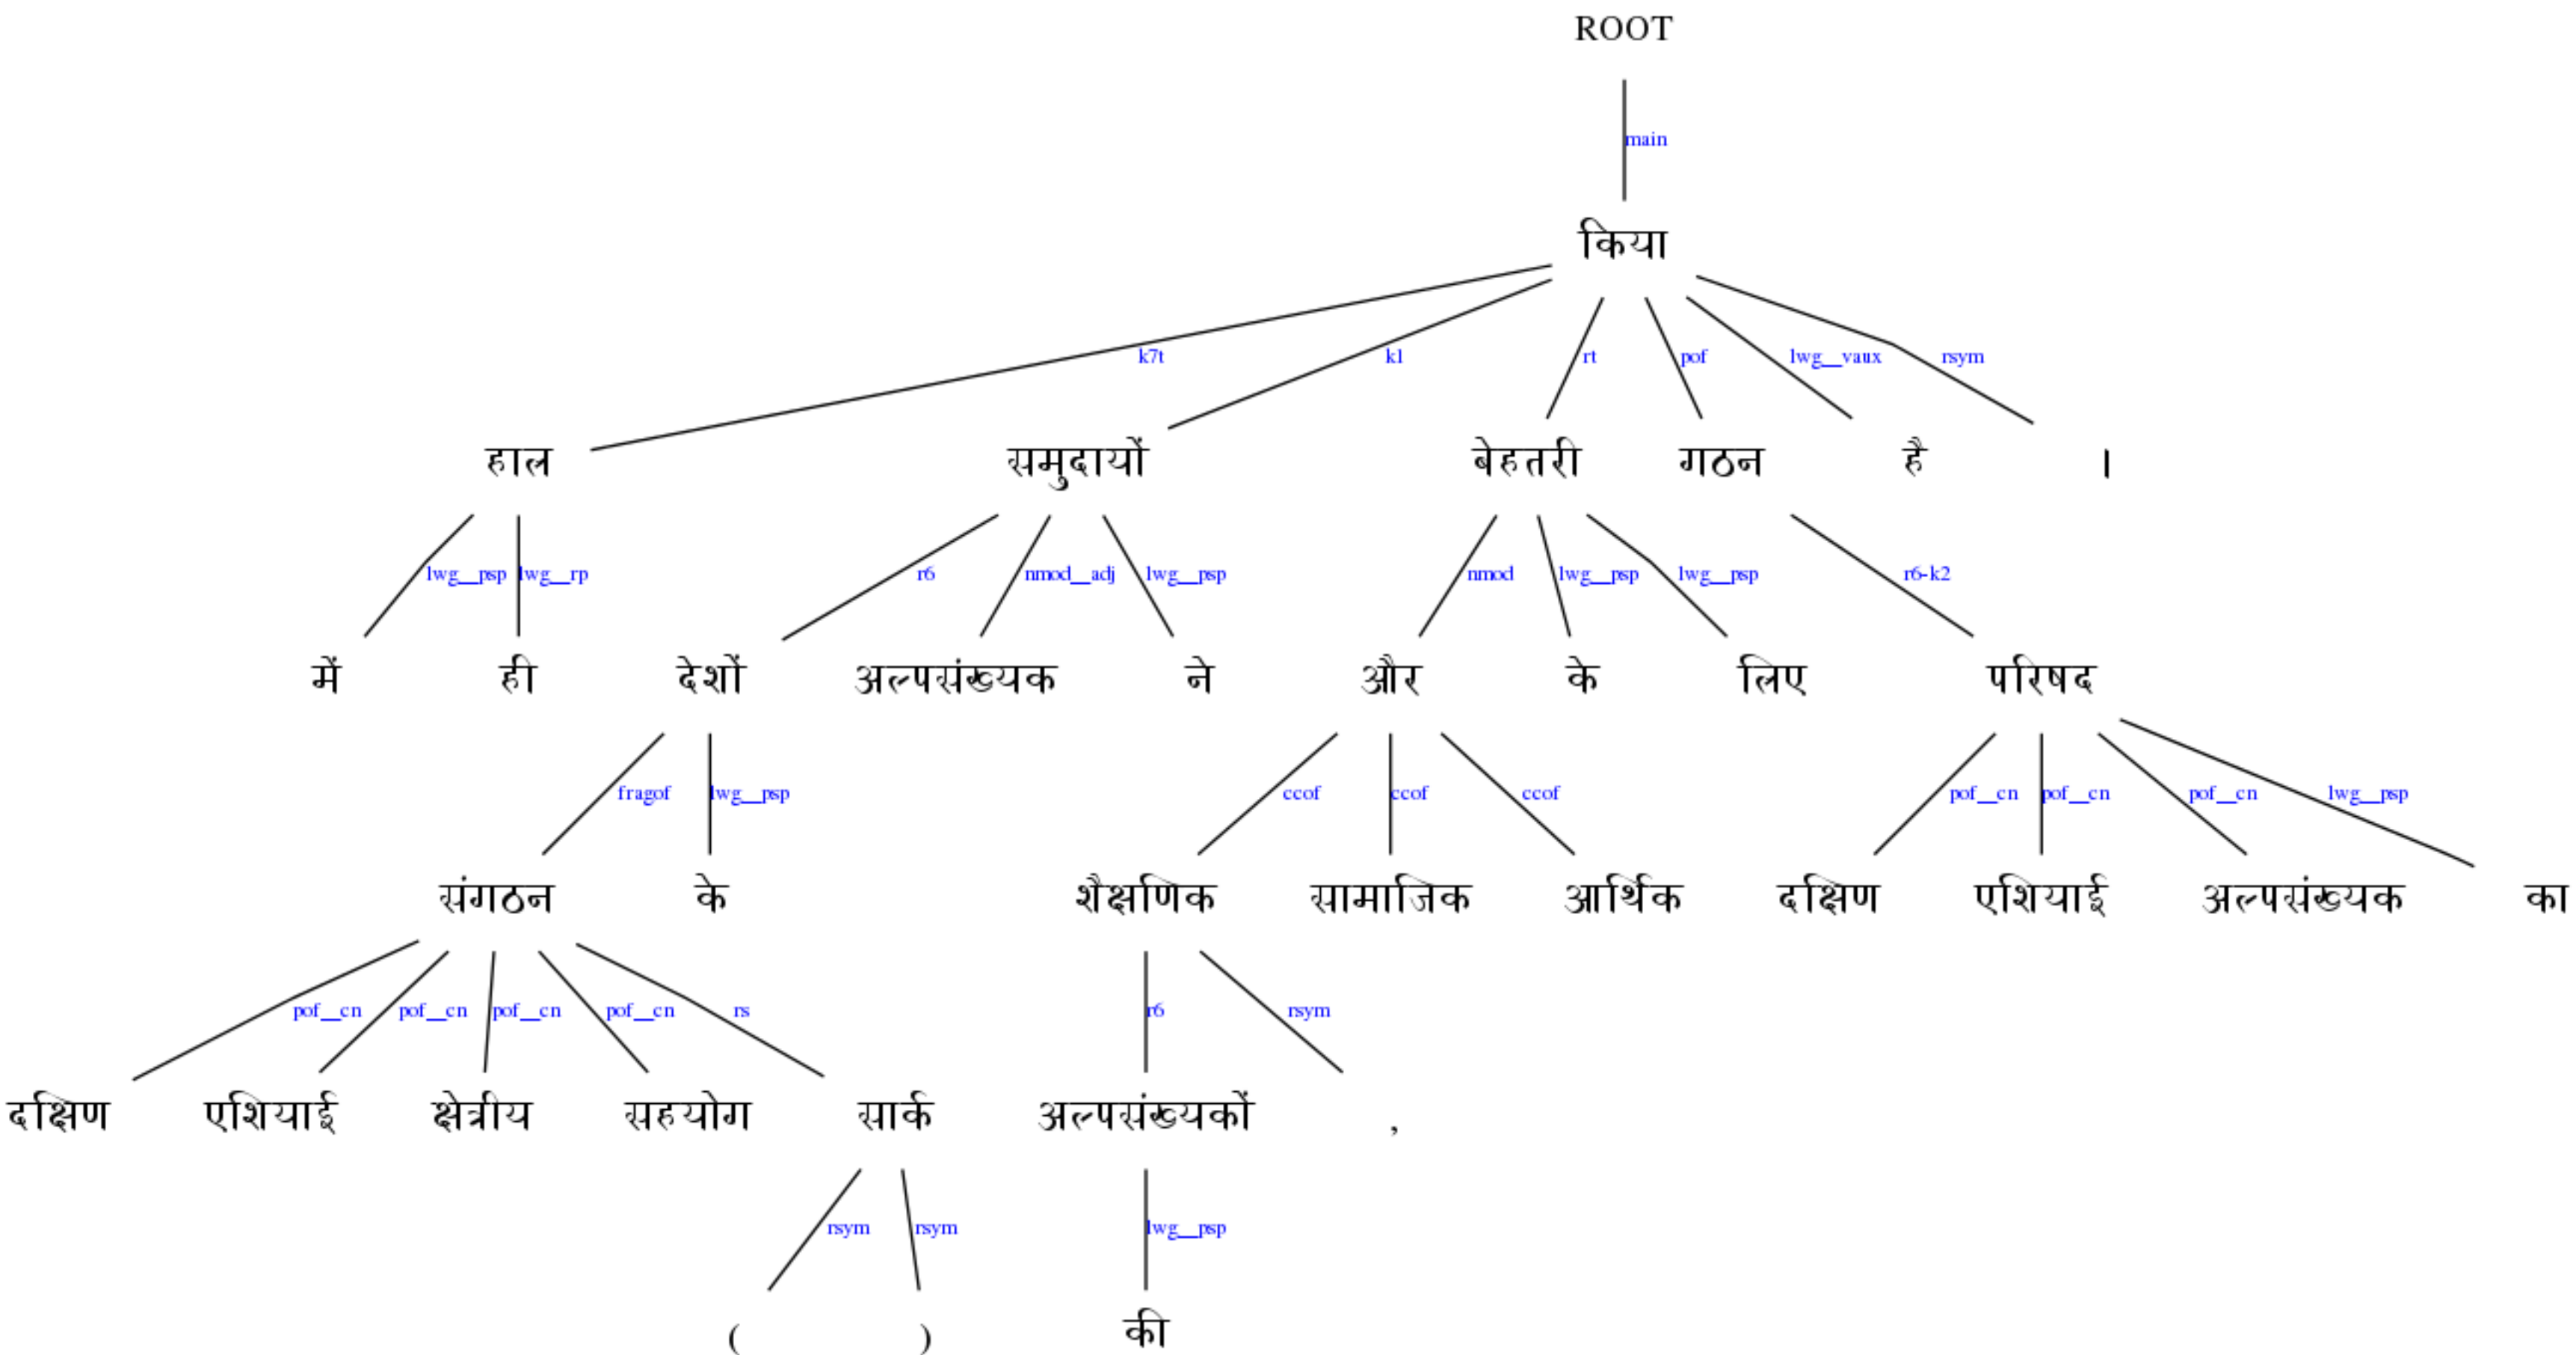 ROOT
main
किया
k7t k1 rt pof lwg__vaux rsym
हाल समुदायों बेहतरी गठन है ।
lwg__psp lwg__rp r6 nmod__adj lwg__psp nmod lwg__psp lwg__psp r6-k2
में ही देशों अल्पसंख्यक ने और के लिए परिषद
fragof lwg__psp ccof ccof ccof pof__cn pof__cn pof__cn lwg__psp
संगठन के शैक्षणिक सामाजिक आर्थिक दक्षिण एशियाई अल्पसंख्यक का
pof__cn pof__cn pof__cn pof__cn rs r6 rsym
दक्षिण एशियाई क्षेत्रीय सहयोग सार्क अल्पसंख्यकों ,
rsym rsym lwg__psp
( ) की